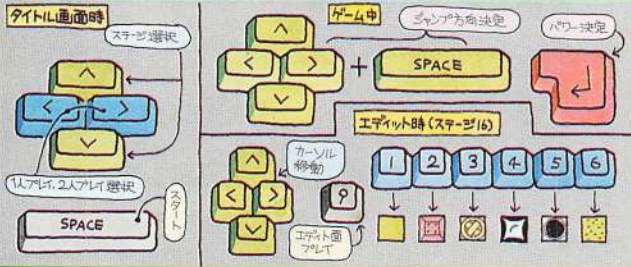 タイトル画面時
ステージ選択
^
< >
v
1人プレイ、2人プレイ選択
SPACE
スタート
ゲーム中
ジャンプ方向決定
パワー決定
^
< > + SPACE ↵
v
エディット時(ステージ16)
カーソル移動
^
< >
v
9
エディト面プレイ
1 2 3 4 5 6